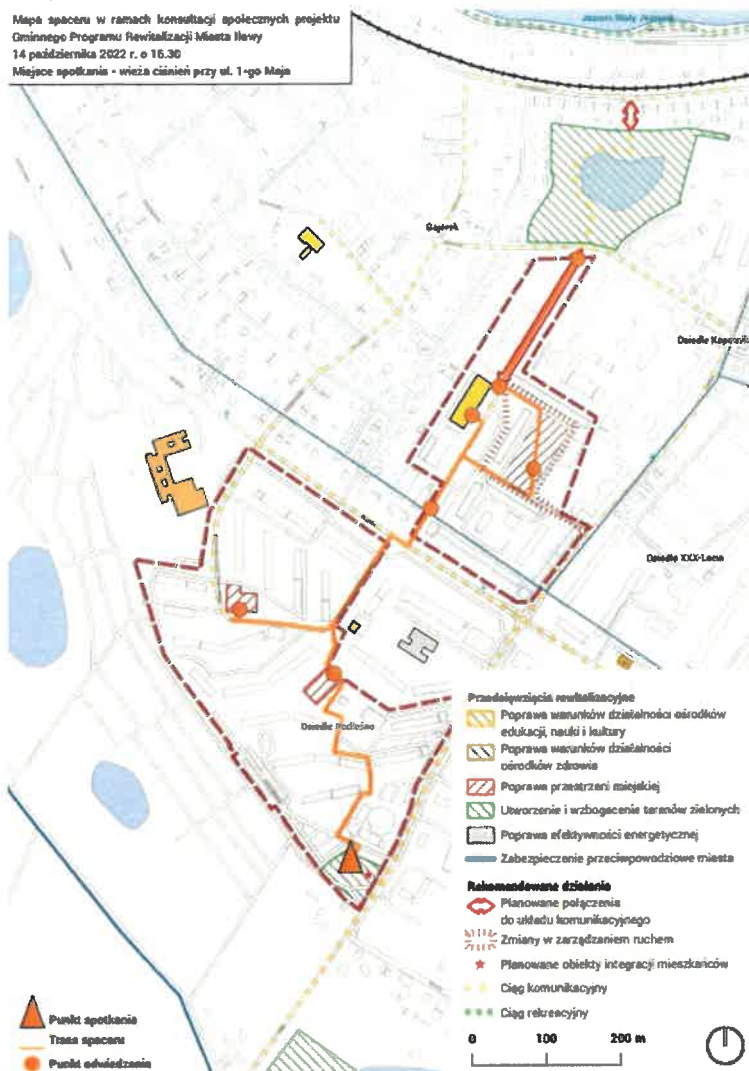 Mapa spaceru w ramach konsultacji społecznych projektu
Gminnego Programu Rewitalizacji Miasta Iławy
14 października 2022 r. o 16.30
Miejsce spotkania - wieża ciśnień przy ul. 1-go Maja
Jezioro Mały Jeziorak
Gajerek
Osiedle Kopernika
Osiedle XXX-Lecia
Osiedle Podleśne
Przedsięwzięcia rewitalizacyjne
Poprawa warunków działalności ośrodków
edukacji, nauki i kultury
Poprawa warunków działalności
ośrodków zdrowia
Poprawa przestrzeni miejskiej
Utworzenie i wzbogacenie terenów zielonych
Poprawa efektywności energetycznej
Zabezpieczenie przeciwpowodziowe miasta
Rekomendowane działania
Planowane połączenia
do układu komunikacyjnego
Zmiany w zarządzaniem ruchem
Planowane obiekty integracji mieszkańców
Ciąg komunikacyjny
Ciąg rekreacyjny
Punkt spotkania
Trasa spaceru
Punkt odwiedzania
0 100 200 m